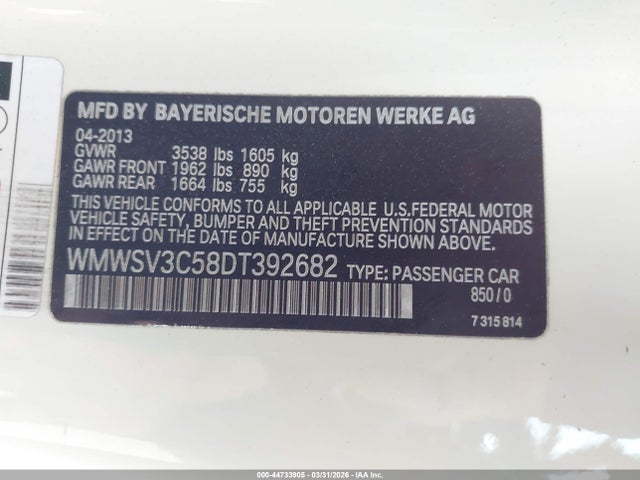 MFD BY BAYERISCHE MOTOREN WERKE AG
04-2013
GVWR 3538 lbs 1605 kg
GAWR FRONT 1962 lbs 890 kg
GAWR REAR 1664 lbs 755 kg
THIS VEHICLE CONFORMS TO ALL APPLICABLE U.S.FEDERAL MOTOR
VEHICLE SAFETY, BUMPER AND THEFT PREVENTION STANDARDS
IN EFFECT ON THE DATE OF MANUFACTURE SHOWN ABOVE.
WMWSV3C58DT392682 TYPE: PASSENGER CAR
850/0
7 315 814
000-44733905 - 03/31/2026 - IAAI Inc.